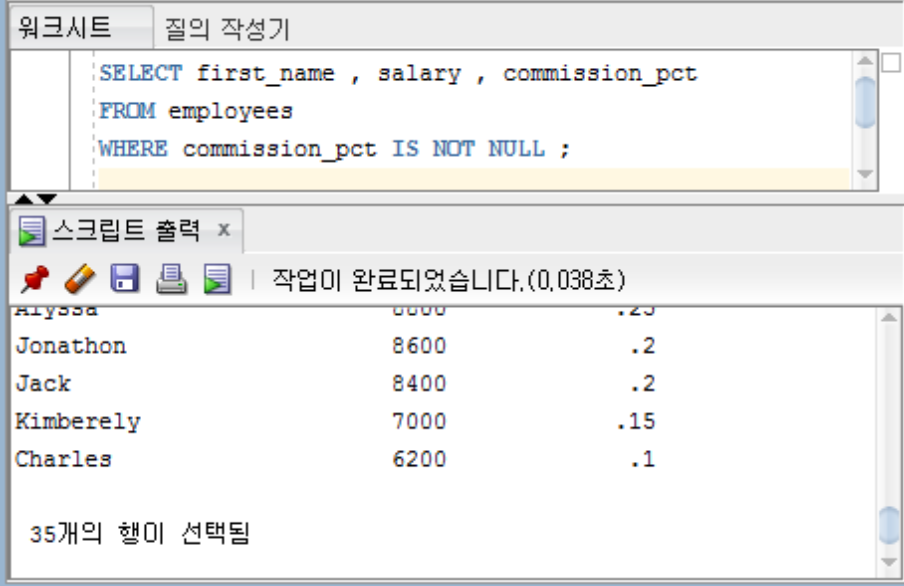 워크시트 질의 작성기
SELECT first_name , salary , commission_pct
FROM employees
WHERE commission_pct IS NOT NULL ;
스크립트 출력 x
작업이 완료되었습니다.(0,038초)
Alyssa 8800 .25
Jonathon 8600 .2
Jack 8400 .2
Kimberely 7000 .15
Charles 6200 .1
35개의 행이 선택됨